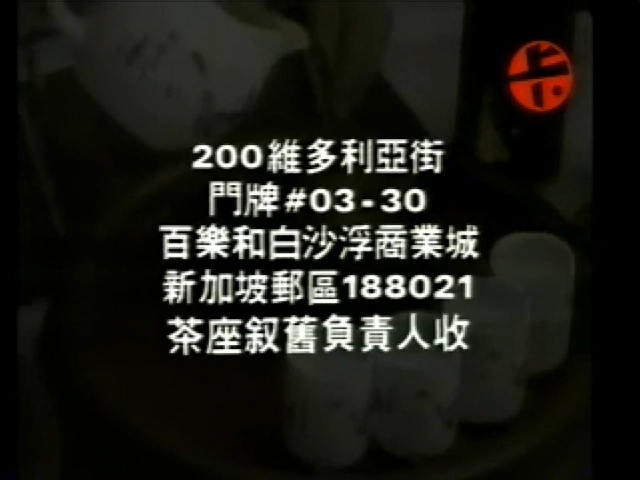 卡
200維多利亞街
門牌#03-30
百樂和白沙浮商業城
新加坡郵區188021
茶座叙舊負責人收